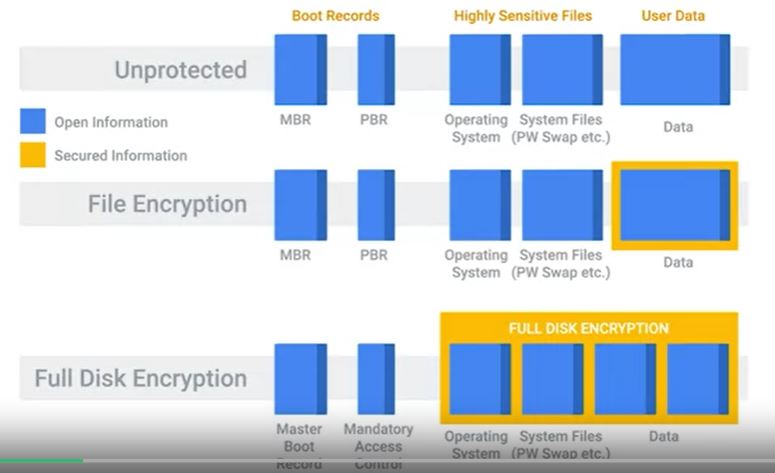 Boot Records Highly Sensitive Files User Data
Unprotected
MBR PBR Operating System Files Data
System (PW Swap etc.)
Open Information
Secured Information
File Encryption
MBR PBR Operating System Files Data
System (PW Swap etc.)
FULL DISK ENCRYPTION
Full Disk Encryption
Master Mandatory Operating System Files Data
Boot Access System (PW Swap etc.)
Record Control